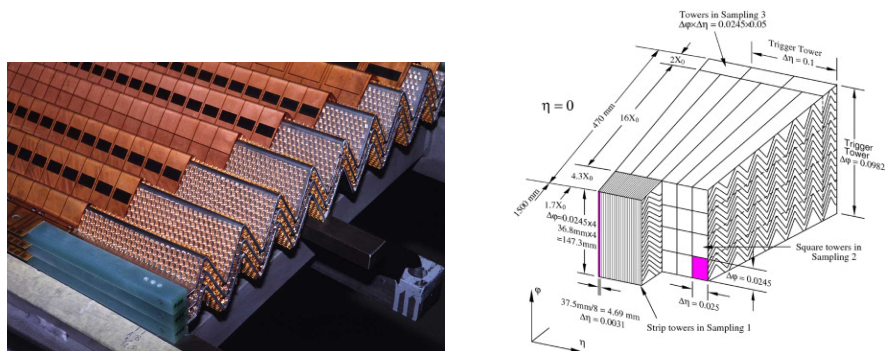 Towers in Sampling 3
Δφ×Δη = 0.0245×0.05
Trigger Tower
Δη = 0.1
2X₀
η = 0
470 mm
16X₀
Trigger
Tower
Δφ = 0.0982
4.3X₀
1500 mm
1.7X₀
Δφ=0.0245x4
36.8mmx4
=147.3mm
Square towers in
Sampling 2
φ
Δφ = 0.0245
37.5mm/8 = 4.69 mm
Δη = 0.0031
Δη = 0.025
Strip towers in Sampling 1
η